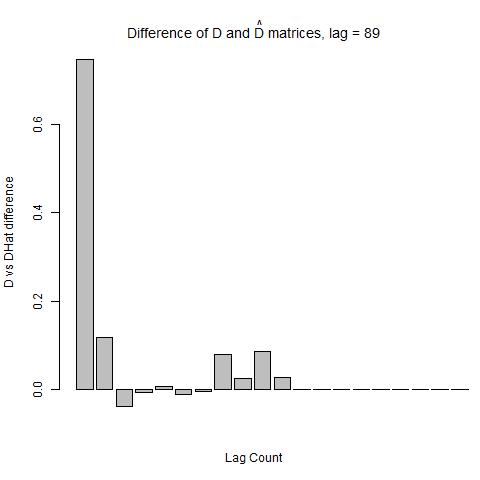 Difference of D and D̂ matrices, lag = 89
0.6
0.4
0.2
0.0
D vs DHat difference
Lag Count